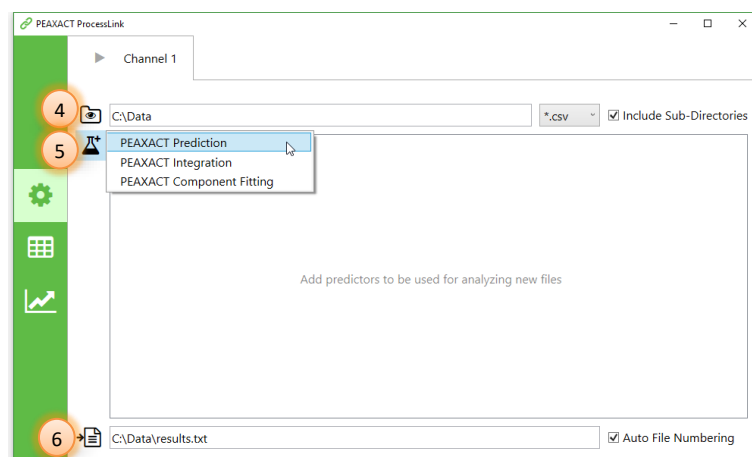 PEAXACT ProcessLink
Channel 1
4
C:\Data
*.csv
Include Sub-Directories
5
PEAXACT Prediction
PEAXACT Integration
PEAXACT Component Fitting
Add predictors to be used for analyzing new files
6
C:\Data\results.txt
Auto File Numbering